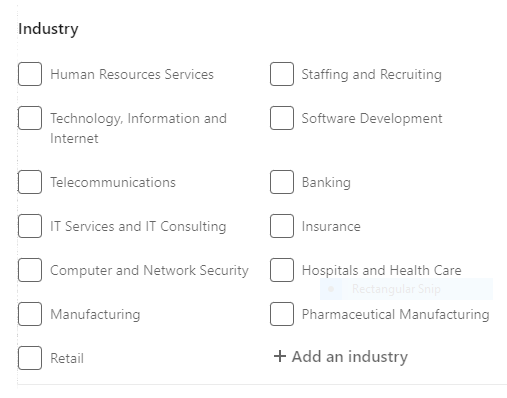 Industry
Human Resources Services
Staffing and Recruiting
Technology, Information and
Internet
Software Development
Telecommunications
Banking
IT Services and IT Consulting
Insurance
Computer and Network Security
Hospitals and Health Care
Rectangular Snip
Manufacturing
Pharmaceutical Manufacturing
Retail
+ Add an industry